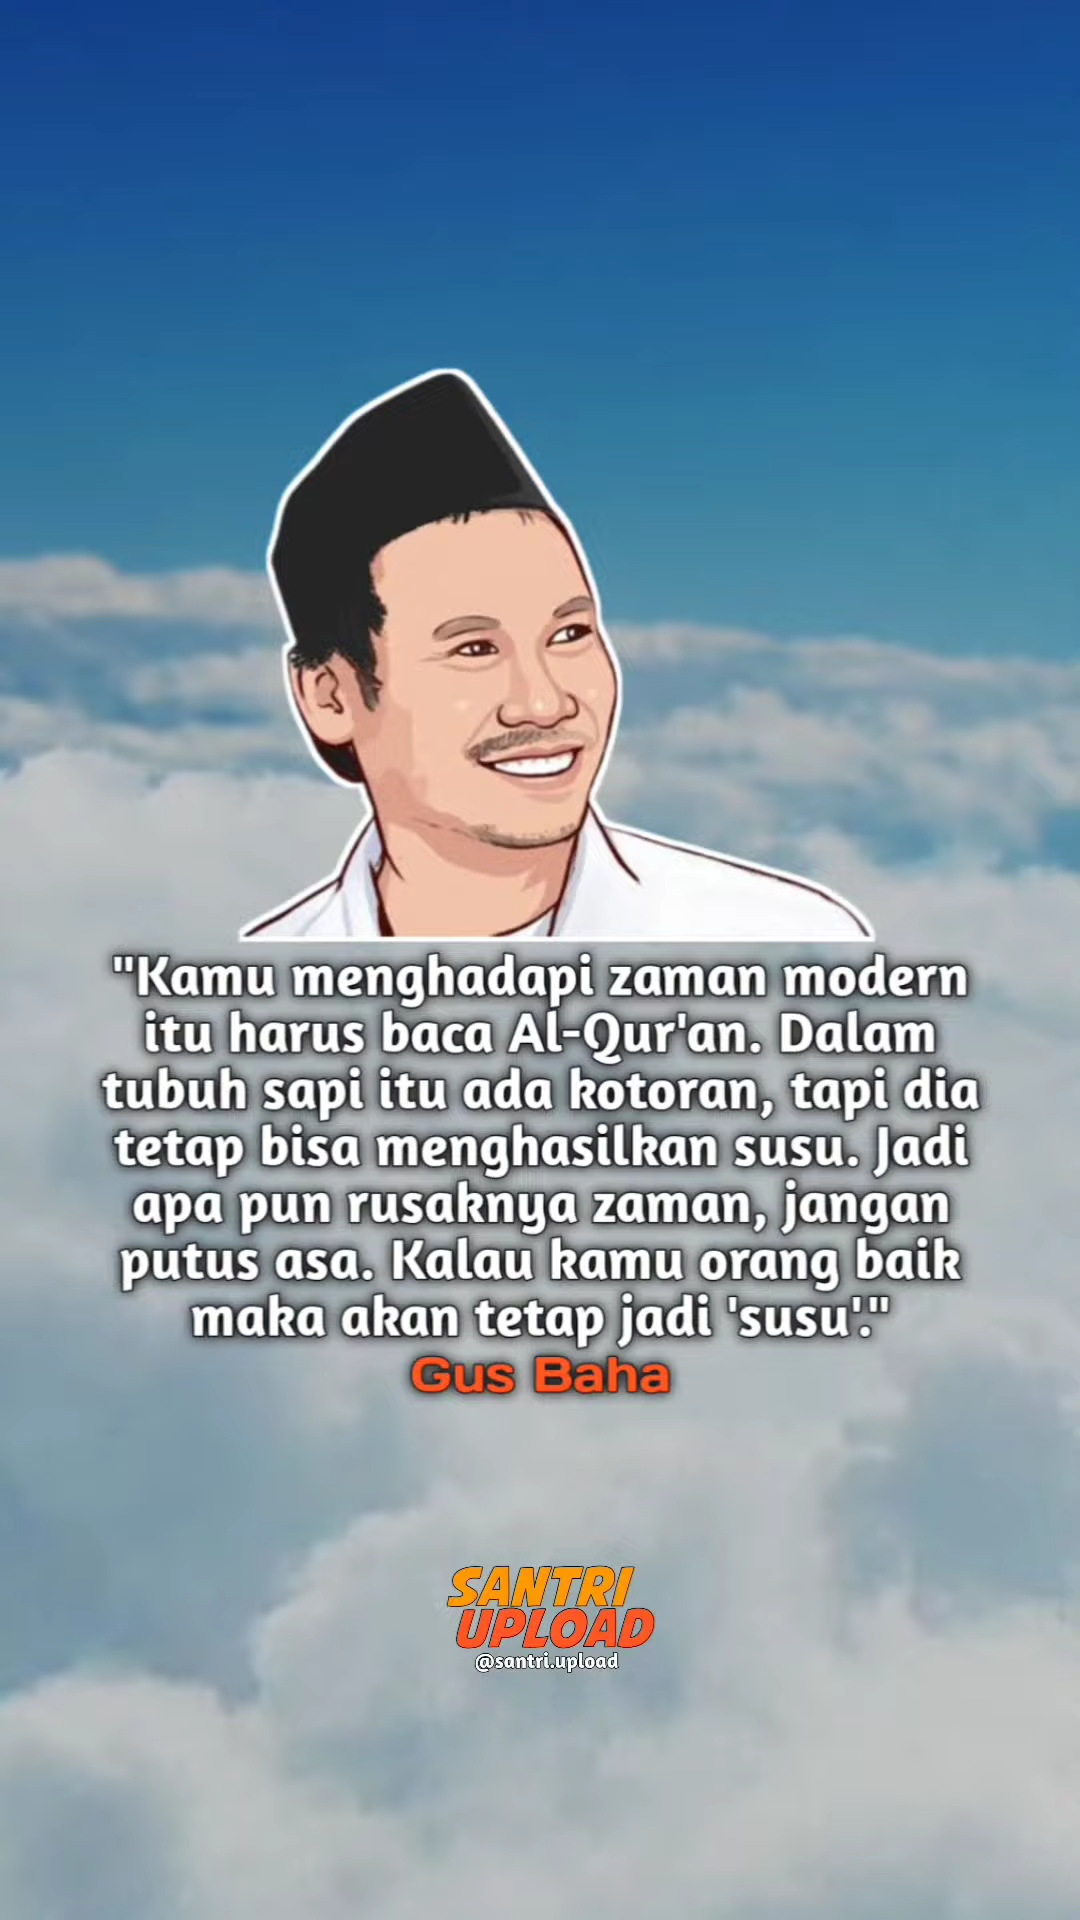 "Kamu menghadapi zaman modern
itu harus baca Al-Qur'an. Dalam
tubuh sapi itu ada kotoran, tapi dia
tetap bisa menghasilkan susu. Jadi
apa pun rusaknya zaman, jangan
putus asa. Kalau kamu orang baik
maka akan tetap jadi 'susu'."
Gus Baha
SANTRI
UPLOAD
@santri.upload